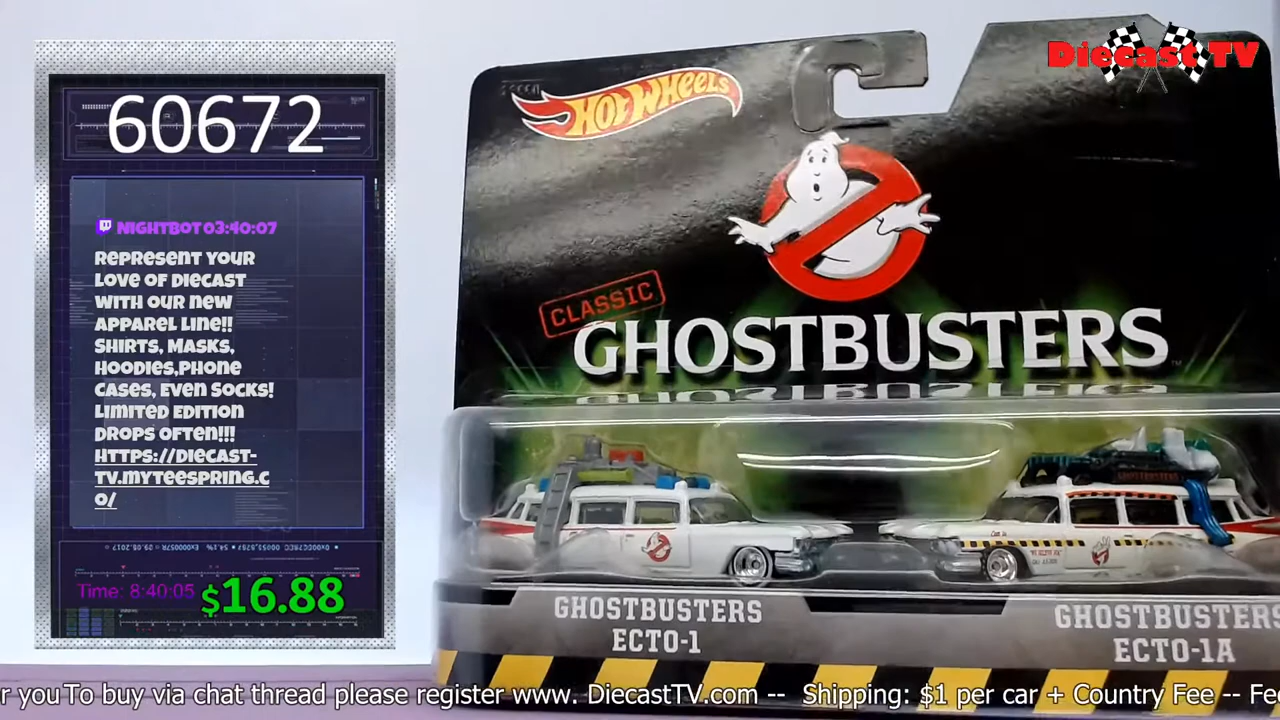 Diecast TV
60672
NIGHTBOT 03:40:07
Represent your
love of diecast
with our new
apparel line!!
Shirts, Masks,
Hoodies,Phone
cases, Even socks!
Limited Edition
drops often!!!
https://diecast-
tv.myteespring.c
o/
Time: 8:40:05
$16.88
HOT WHEELS
CLASSIC
GHOSTBUSTERS
GHOSTBUSTERS
ECTO-1
GHOSTBUSTERS
ECTO-1A
r you To buy via chat thread please register www. DiecastTV.com -- Shipping: $1 per car + Country Fee -- Fe